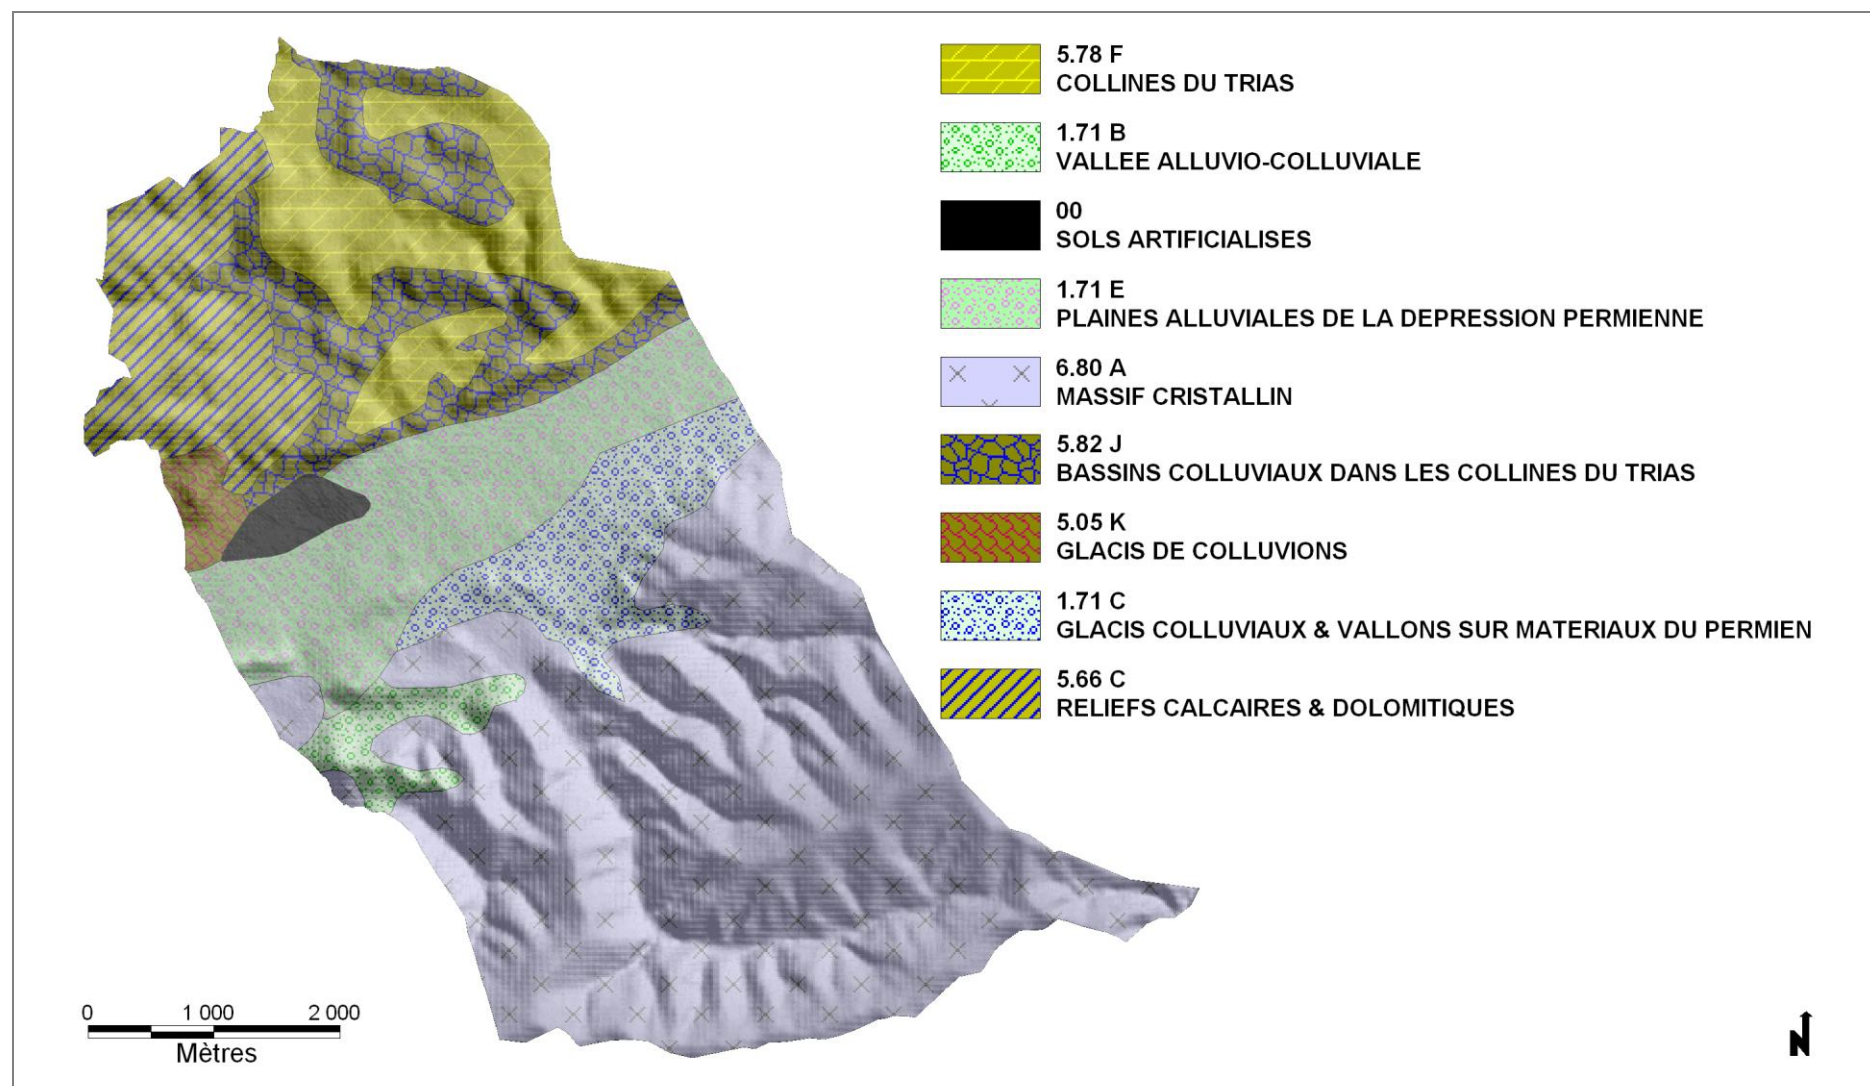 5.78 F
COLLINES DU TRIAS
1.71 B
VALLEE ALLUVIO-COLLUVIALE
00
SOLS ARTIFICIALISES
1.71 E
PLAINES ALLUVIALES DE LA DEPRESSION PERMIENNE
6.80 A
MASSIF CRISTALLIN
5.82 J
BASSINS COLLUVIAUX DANS LES COLLINES DU TRIAS
5.05 K
GLACIS DE COLLUVIONS
1.71 C
GLACIS COLLUVIAUX & VALLONS SUR MATERIAUX DU PERMIEN
5.66 C
RELIEFS CALCAIRES & DOLOMITIQUES
0 1 000 2 000
Mètres
N